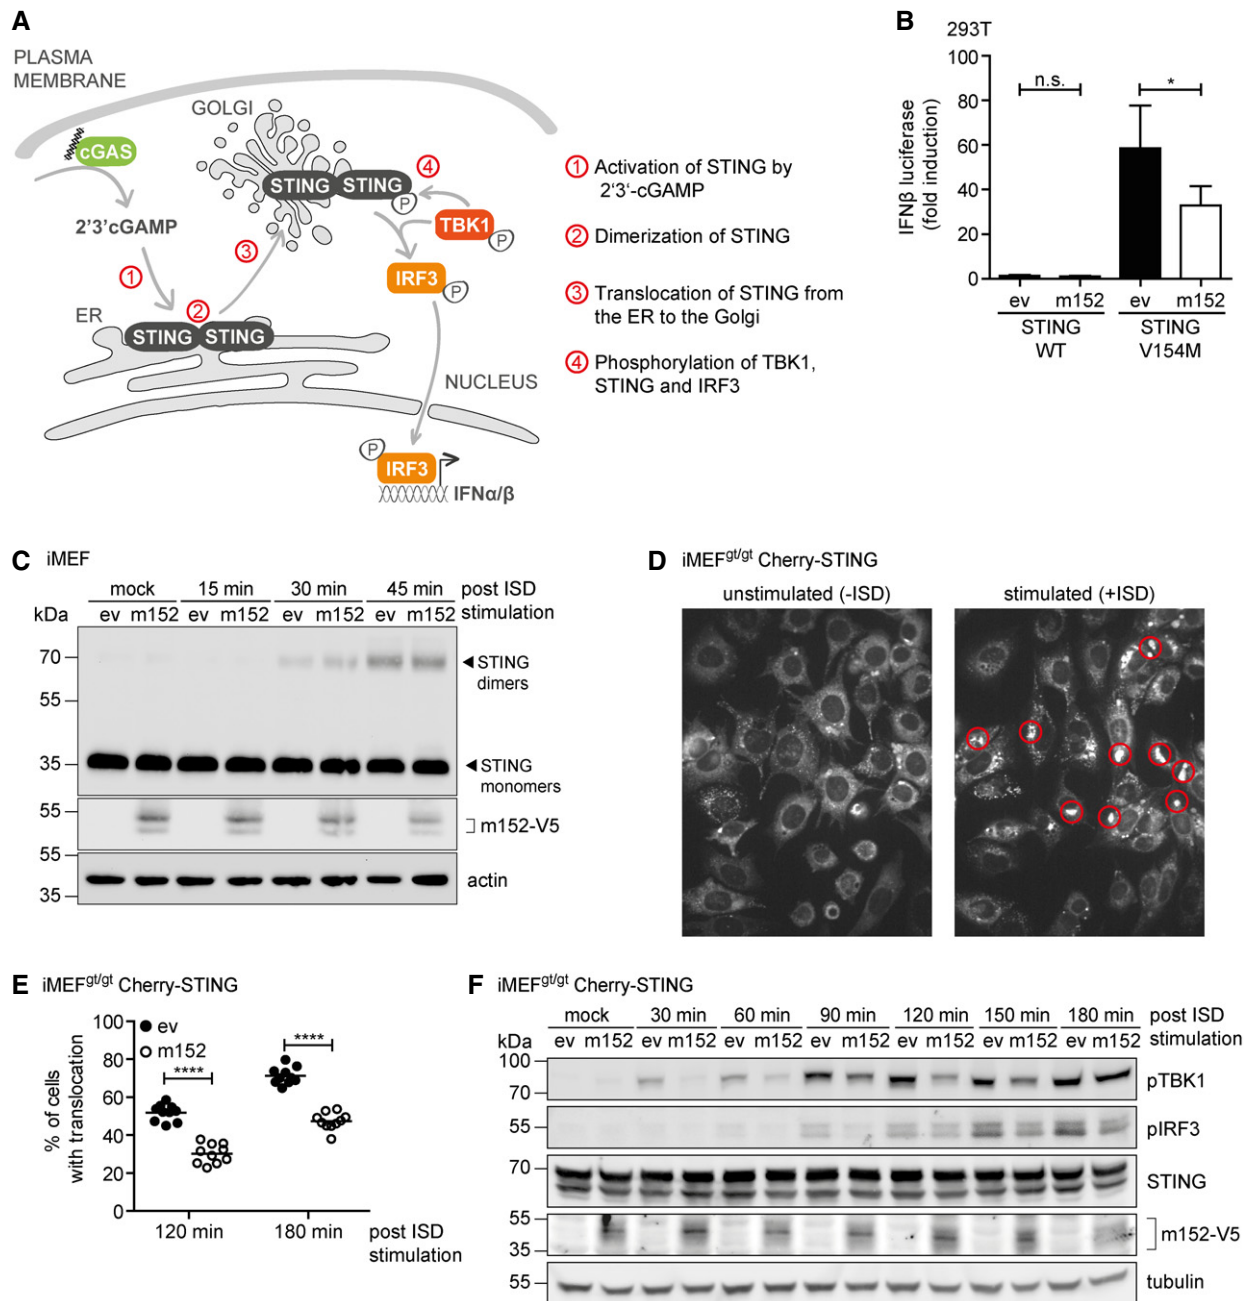 A
PLASMA
MEMBRANE
GOLGI
cGAS
STING STING
4
P
TBK1
P
2'3'cGAMP
3
1
IRF3
P
ER
2
STING STING
NUCLEUS
P
IRF3
IFNα/β
1 Activation of STING by
2'3'-cGAMP
2 Dimerization of STING
3 Translocation of STING from
the ER to the Golgi
4 Phosphorylation of TBK1,
STING and IRF3
B
293T
IFNβ luciferase
(fold induction)
100
80
60
40
20
0
n.s.
*
ev m152 ev m152
STING STING
WT V154M
C iMEF
mock 15 min 30 min 45 min post ISD
kDa ev m152 ev m152 ev m152 ev m152 stimulation
70
STING
dimers
55
35
STING
monomers
55
m152-V5
55
actin
35
D iMEFgt/gt Cherry-STING
unstimulated (-ISD) stimulated (+ISD)
E iMEFgt/gt Cherry-STING
% of cells
with translocation
100
80
60
40
20
0
ev
m152
****
****
120 min 180 min post ISD
stimulation
F iMEFgt/gt Cherry-STING
mock 30 min 60 min 90 min 120 min 150 min 180 min post ISD
kDa ev m152 ev m152 ev m152 ev m152 ev m152 ev m152 ev m152 stimulation
100
pTBK1
70
55
pIRF3
70
STING
55
m152-V5
35
55
tubulin